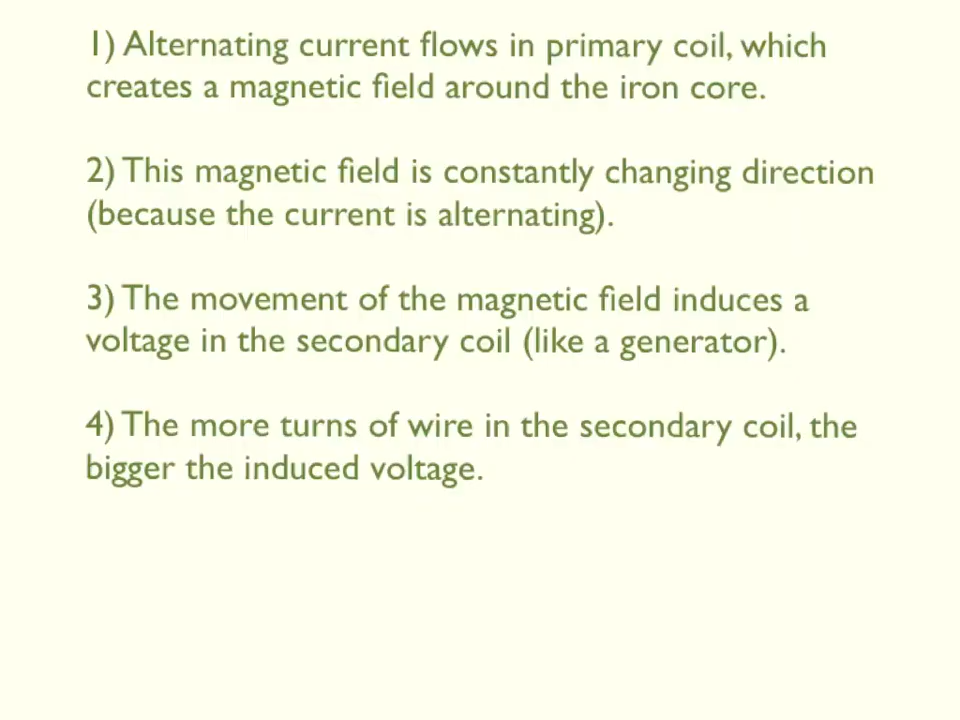 1) Alternating current flows in primary coil, which
creates a magnetic field around the iron core.
2) This magnetic field is constantly changing direction
(because the current is alternating).
3) The movement of the magnetic field induces a
voltage in the secondary coil (like a generator).
4) The more turns of wire in the secondary coil, the
bigger the induced voltage.